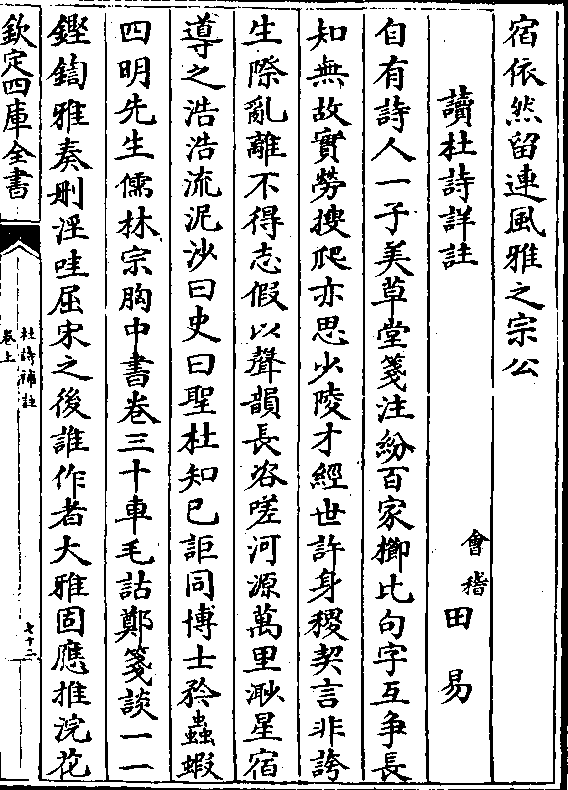 宿依然留連風雅之宗公
讀杜詩詳註
會稽田易
自有詩人一子美草堂箋注紛百家擲比句字互爭長
知無故實勞搜爬亦思少陵才經世許身稷契言非誇
生際亂離不得志假以聲韻長咨嗟河源萬里渺星宿
導之浩浩流泥沙曰史曰聖杜知已詎同博士矜蟲蝦
四明先生儒林宗胸中書卷三十車毛詁鄭箋談一一
鏗鍧雅奏刪淫哇屈宋之後誰作者大雅固應推浣花
欽定四庫全書
杜詩補註
卷上
七十二